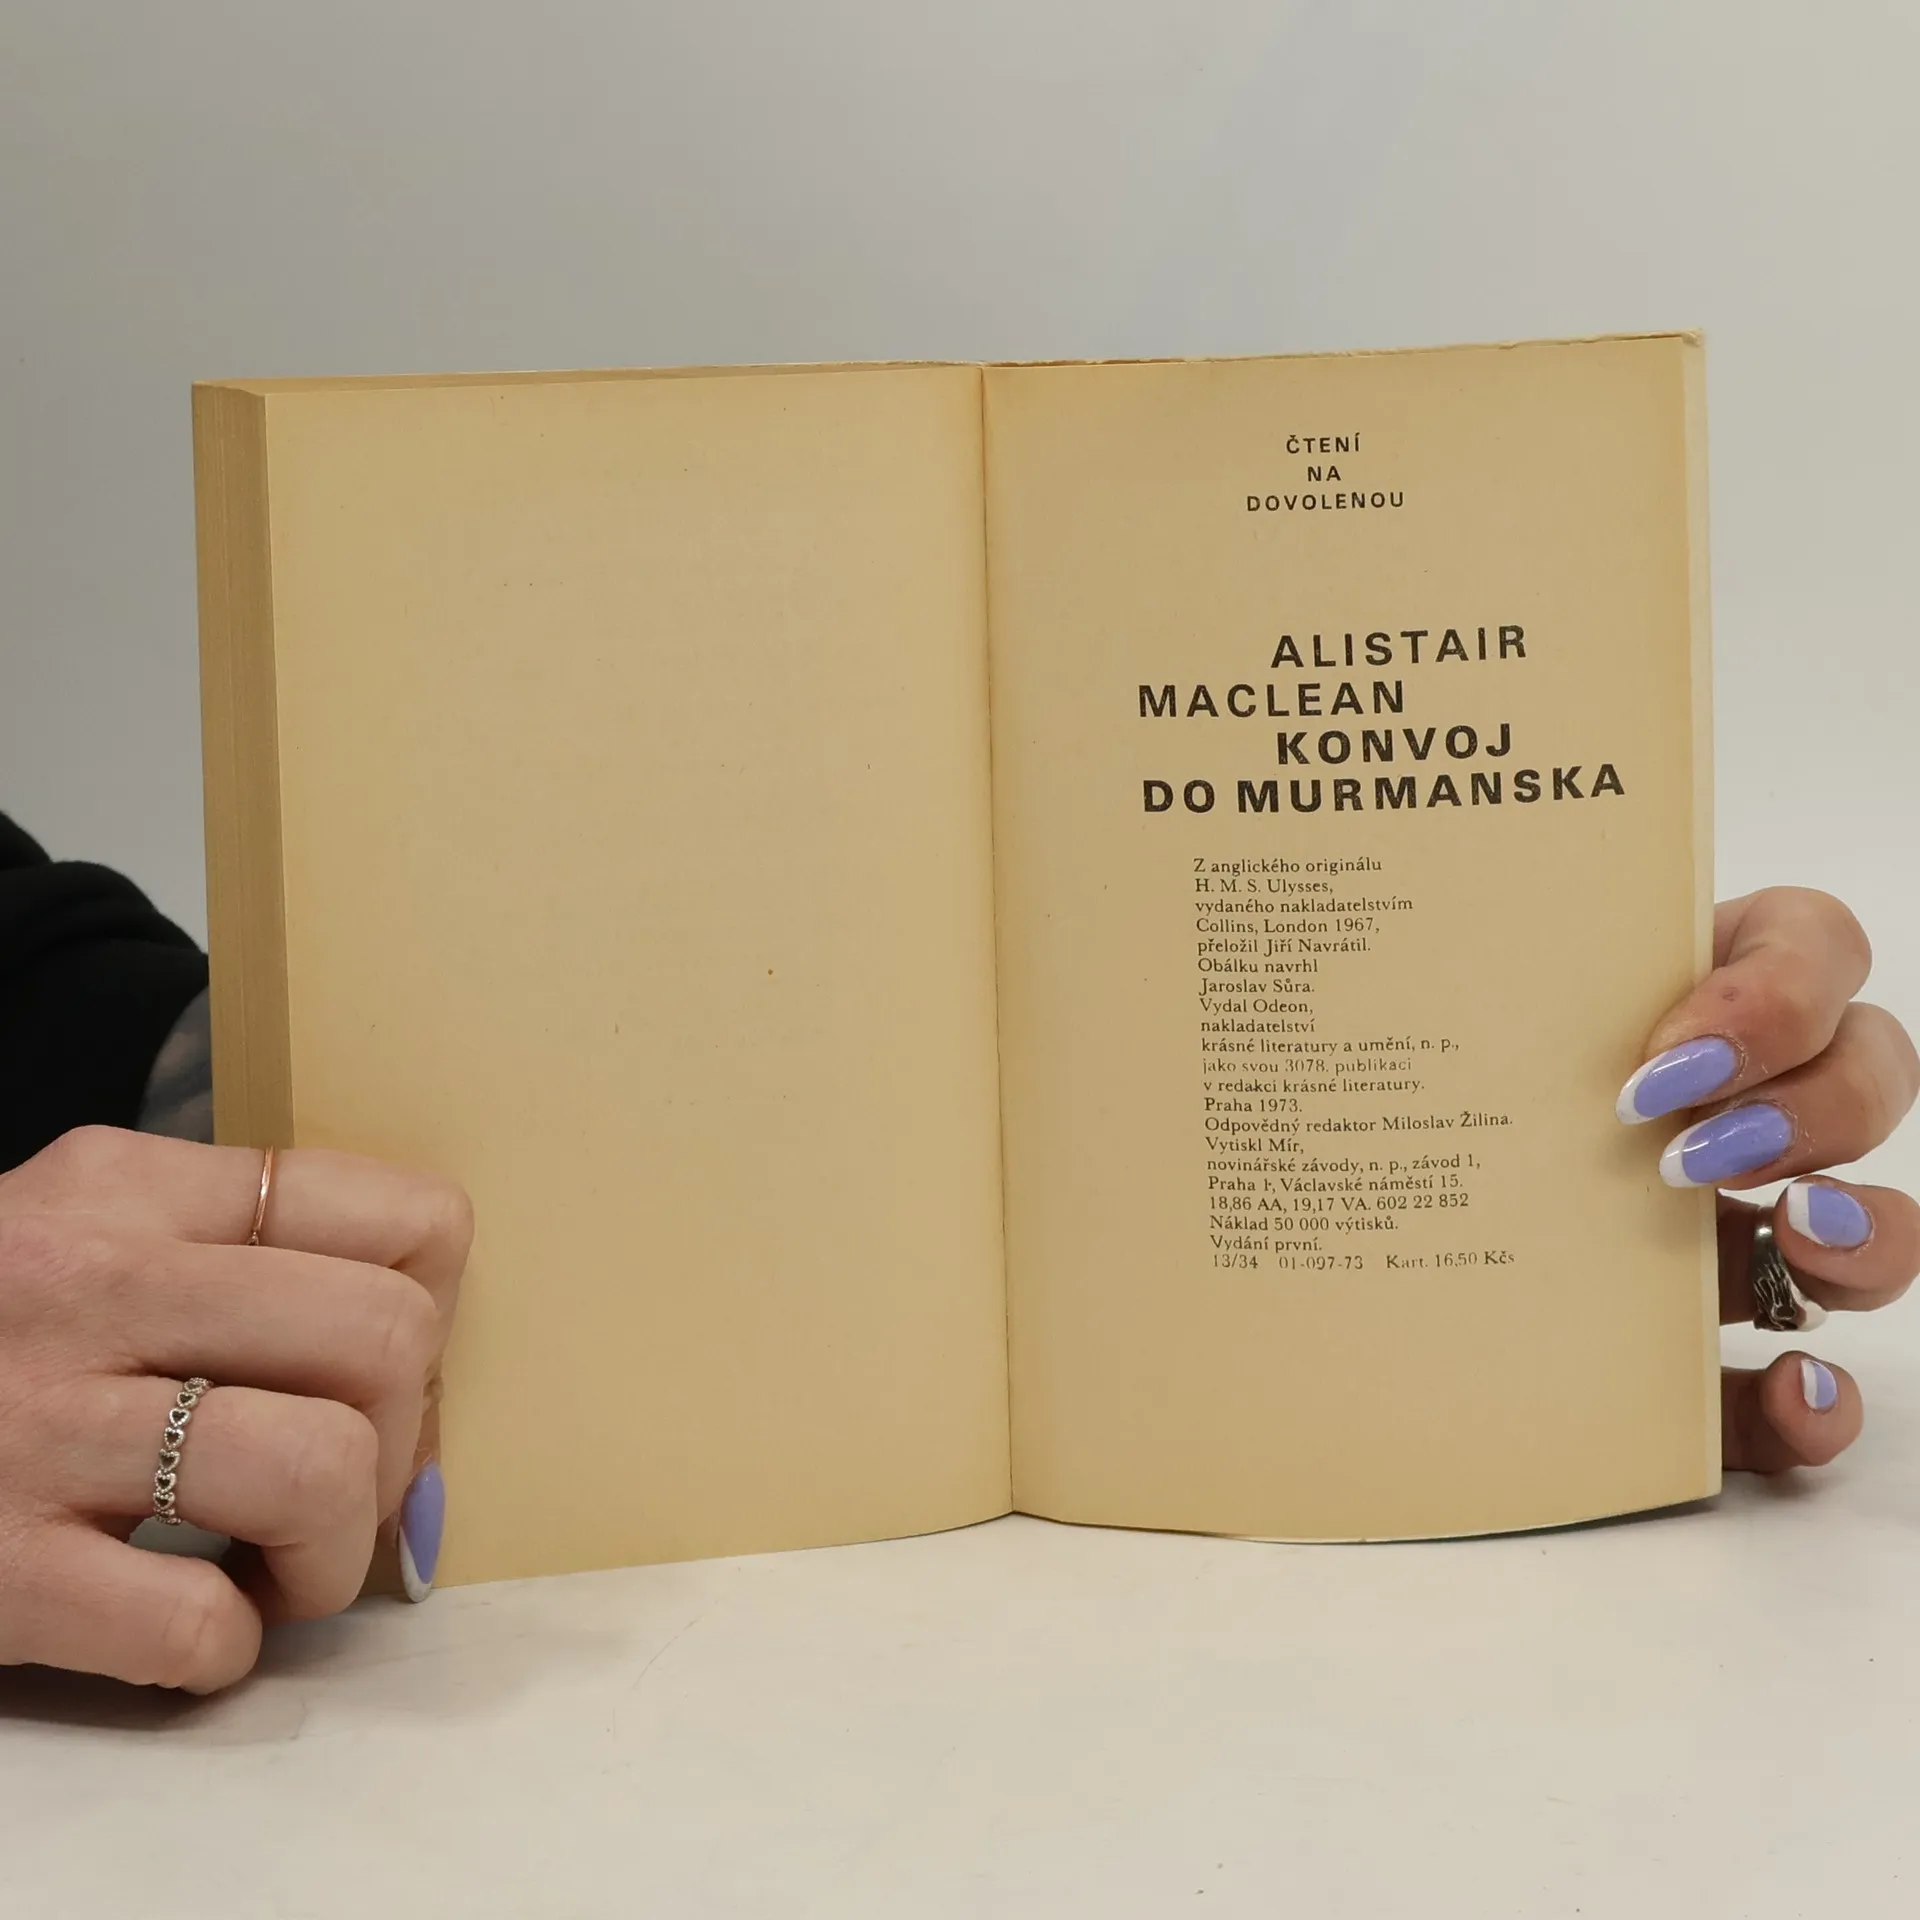 ČTENÍ
NA
DOVOLENOU
ALISTAIR
MACLEAN
KONVOJ
DO MURMANSKA
Z anglického originálu
H. M. S. Ulysses,
vydaného nakladatelstvím
Collins, London 1967,
přeložil Jiří Navrátil.
Obálku navrhl
Jaroslav Sůra.
Vydal Odeon,
nakladatelství
krásné literatury a umění, n. p.,
jako svou 3078. publikaci
v redakci krásné literatury.
Praha 1973.
Odpovědný redaktor Miloslav Žilina.
Vytiskl Mír,
novinářské závody, n. p., závod 1,
Praha 1, Václavské náměstí 15.
18,86 AA, 19,17 VA. 602 22 852
Náklad 50 000 výtisků.
Vydání první.
13/34 01-097-73 Kart. 16,50 Kčs